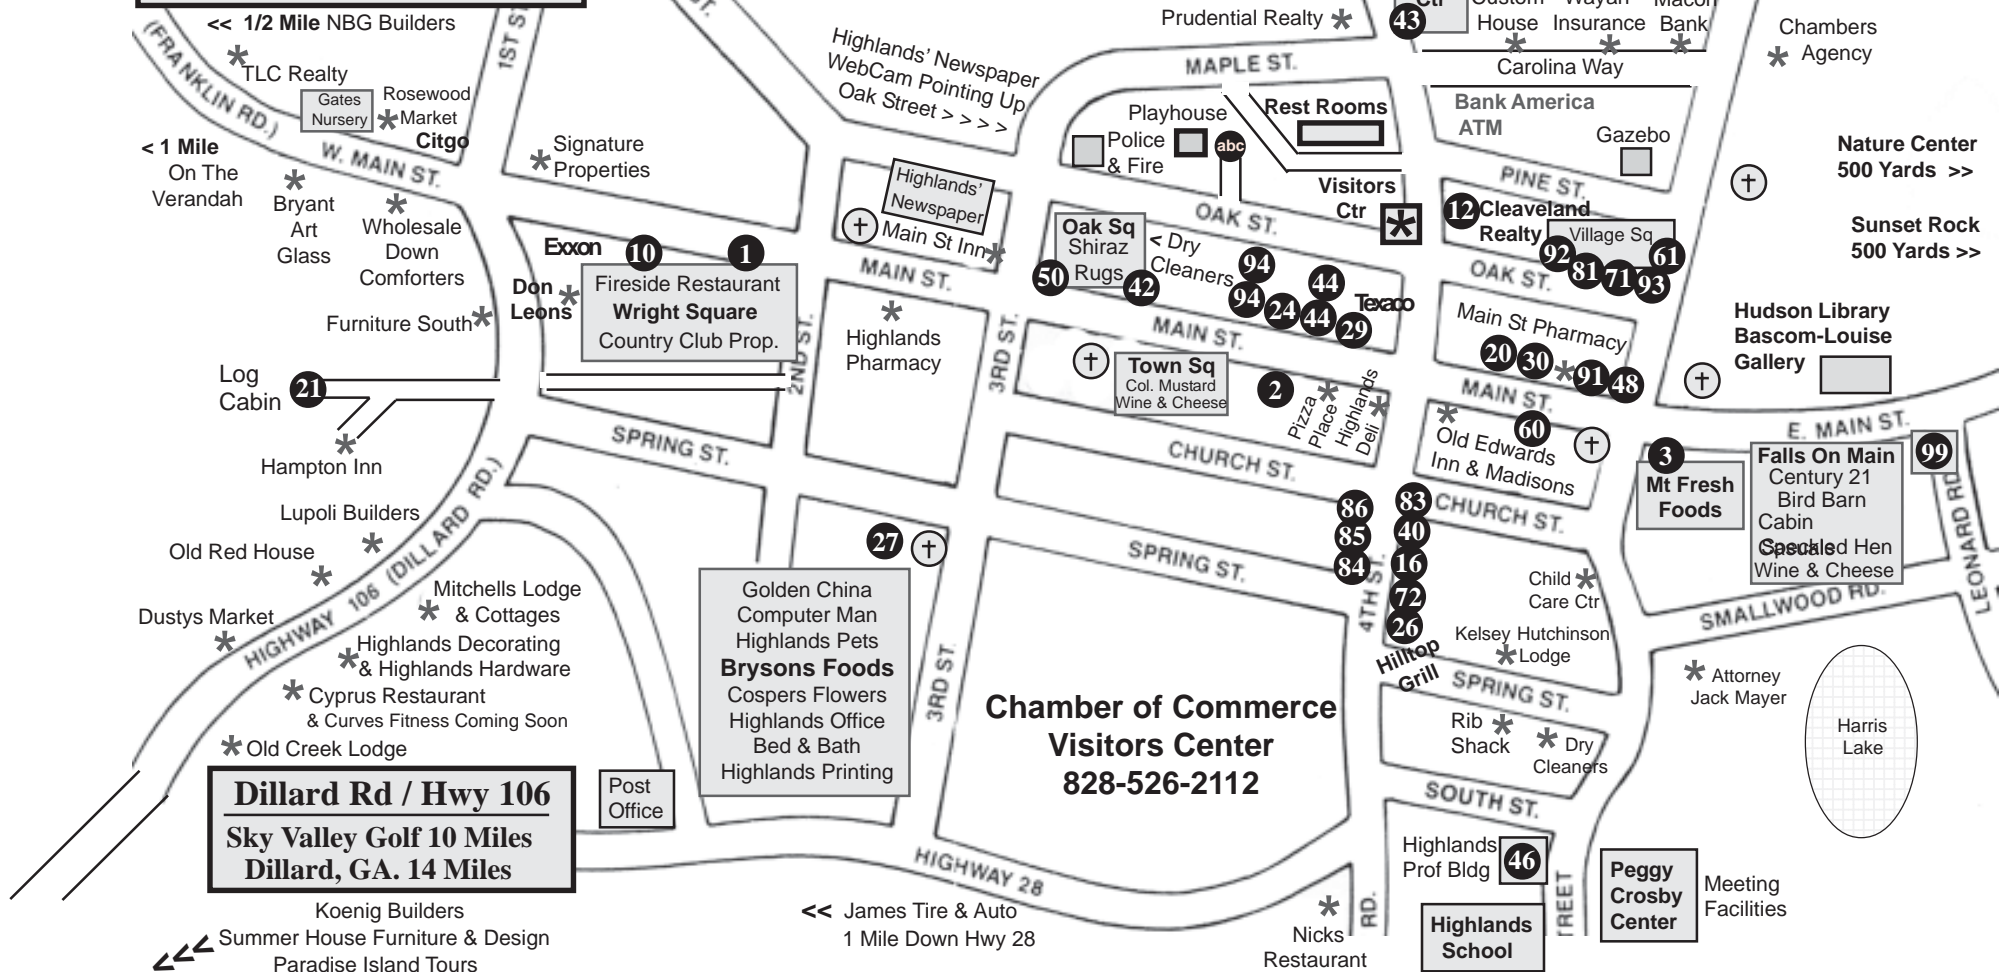 << 1/2 Mile NBG Builders
TLC Realty
(FRANKLIN RD.)
Gates
Nursery
Rosewood
Market
Citgo
1ST ST
< 1 Mile
On The
Verandah
W. MAIN ST.
Bryant
Art
Glass
Wholesale
Down
Comforters
Signature
Properties
Furniture South
Exxon
Don
Leons
10
1
Fireside Restaurant
Wright Square
Country Club Prop.
2ND ST.
Log
Cabin
21
Hampton Inn
SPRING ST.
Lupoli Builders
Old Red House
Dustys Market
HIGHWAY 106 (DILLARD RD.)
Mitchells Lodge
& Cottages
Highlands Decorating
& Highlands Hardware
Cyprus Restaurant
& Curves Fitness Coming Soon
Old Creek Lodge
Dillard Rd / Hwy 106
Sky Valley Golf 10 Miles
Dillard, GA. 14 Miles
Koenig Builders
Summer House Furniture & Design
Paradise Island Tours
Post
Office
ST.
Highlands' Newspaper
WebCam Pointing Up
Oak Street > > > >
Highlands'
Newspaper
Main St Inn
MAIN ST.
Highlands
Pharmacy
3RD ST.
27
Golden China
Computer Man
Highlands Pets
Brysons Foods
Cospers Flowers
Highlands Office
Bed & Bath
Highlands Printing
3RD ST.
HIGHWAY 28
<< James Tire & Auto
1 Mile Down Hwy 28
Prudential Realty
MAPLE ST.
Playhouse
Police
& Fire
abc
Rest Rooms
Visitors
Ctr
OAK ST.
Oak Sq
Shiraz
Rugs
50
42
< Dry
Cleaners
94
94
24
44
44
29
Texaco
MAIN ST.
Town Sq
Col. Mustard
Wine & Cheese
2
Pizza
Place
Highlands
Deli
CHURCH ST.
86
85
84
SPRING ST.
4TH ST.
Chamber of Commerce
Visitors Center
828-526-2112
Ctr
43
Custom
House
Wayah
Insurance
Macon
Bank
Carolina Way
Chambers
Agency
Bank America
ATM
Gazebo
PINE ST.
12
Cleaveland
Realty
Village Sq
92
81
71
93
61
OAK ST.
Main St Pharmacy
20
30
91
48
MAIN ST.
60
Old Edwards
Inn & Madisons
83
40
16
72
26
CHURCH ST.
Hilltop
Grill
Child
Care Ctr
Kelsey Hutchinson
Lodge
SPRING ST.
Rib
Shack
Dry
Cleaners
SOUTH ST.
Highlands
Prof Bldg
46
Nicks
Restaurant
RD.
Highlands
School
TREET
Peggy
Crosby
Center
Meeting
Facilities
Nature Center
500 Yards >>
Sunset Rock
500 Yards >>
Hudson Library
Bascom-Louise
Gallery
E. MAIN ST.
3
Mt Fresh
Foods
Falls On Main
Century 21
Bird Barn
Cabin
Casuals
Speckled Hen
Wine & Cheese
99
LEONARD RD.
SMALLWOOD RD.
Attorney
Jack Mayer
Harris
Lake